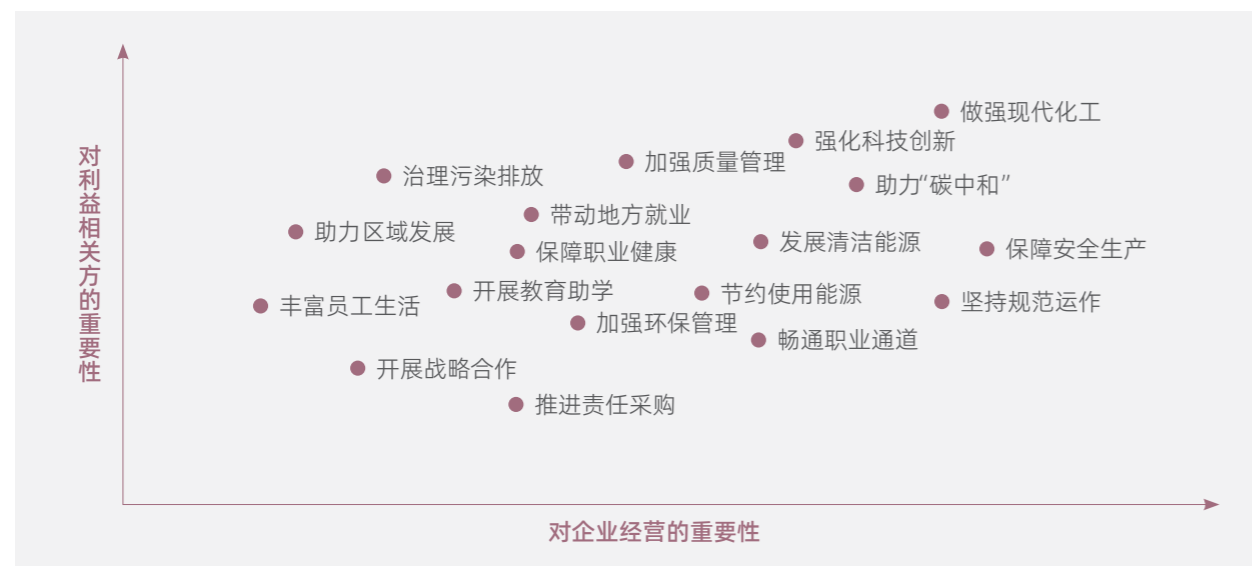 对利益相关方的重要性
做强现代化工
强化科技创新
加强质量管理
治理污染排放
助力“碳中和”
带动地方就业
助力区域发展
发展清洁能源
保障安全生产
保障职业健康
开展教育助学
节约使用能源
坚持规范运作
丰富员工生活
加强环保管理
畅通职业通道
开展战略合作
推进责任采购
对企业经营的重要性